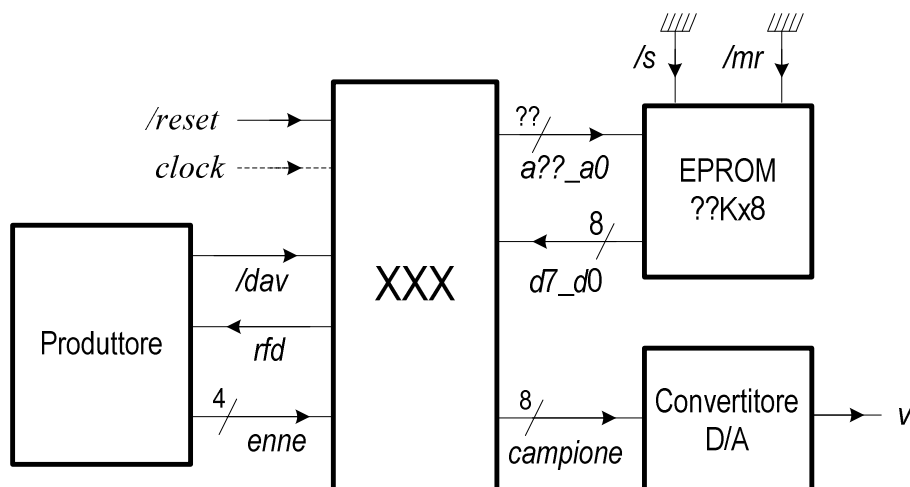 /s
/mr
/reset
clock
??
a??_a0
EPROM
??Kx8
8
d7_d0
/dav
XXX
Produttore
rfd
4
enne
8
campione
Convertitore
D/A
v